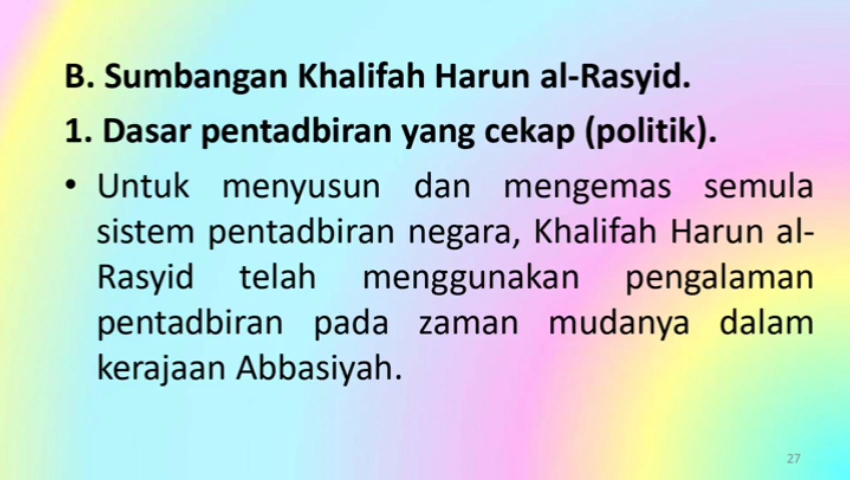 B. Sumbangan Khalifah Harun al-Rasyid.
1. Dasar pentadbiran yang cekap (politik).
• Untuk menyusun dan mengemas semula
sistem pentadbiran negara, Khalifah Harun al-
Rasyid telah menggunakan pengalaman
pentadbiran pada zaman mudanya dalam
kerajaan Abbasiyah.
27